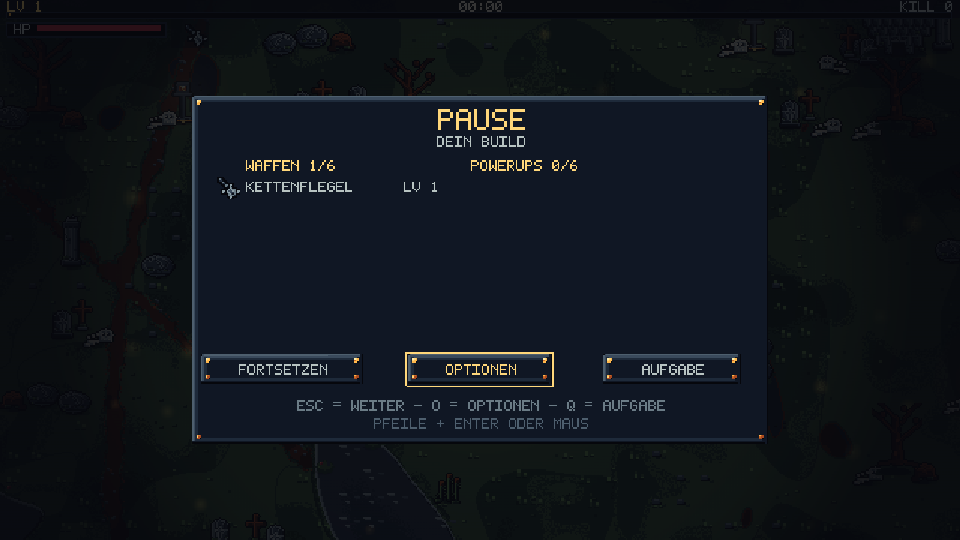 LV 1 00:00 KILL 0
HP
PAUSE
DEIN BUILD
WAFFEN 1/6 POWERUPS 0/6
KETTENFLEGEL LV 1
FORTSETZEN OPTIONEN AUFGABE
ESC = WEITER - O = OPTIONEN - Q = AUFGABE
PFEILE + ENTER ODER MAUS